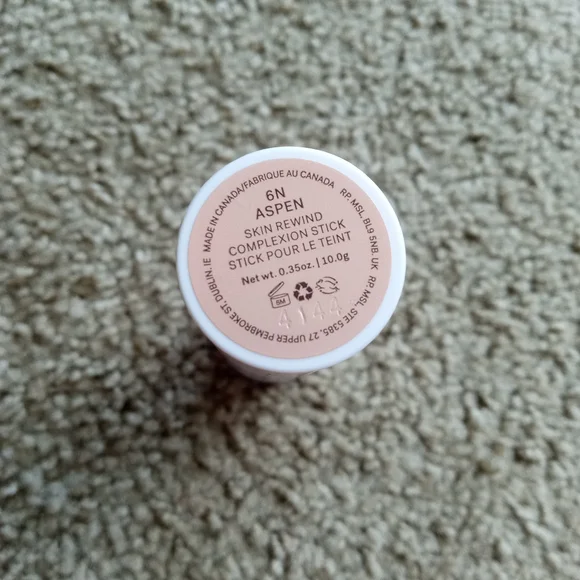 6N
ASPEN
SKIN REWIND
COMPLEXION STICK
STICK POUR LE TEINT
Net wt. 0.35oz. | 10.0g
9M
4144
MADE IN CANADA/FABRIQUE AU CANADA
RP. MSL, BL9 5NB, UK
RP. MSL, STE 5385, 27 UPPER PEMBROKE ST, DUBLIN, IE